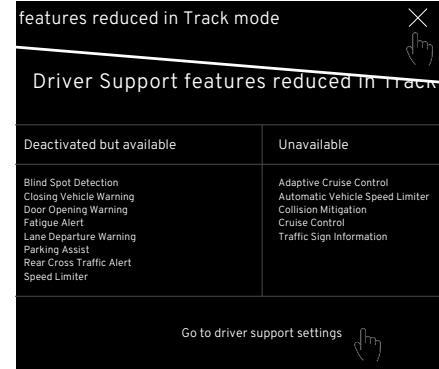 features reduced in Track mode
Driver Support features reduced in Track
Deactivated but available
Unavailable
Blind Spot Detection
Closing Vehicle Warning
Door Opening Warning
Fatigue Alert
Lane Departure Warning
Parking Assist
Rear Cross Traffic Alert
Speed Limiter
Adaptive Cruise Control
Automatic Vehicle Speed Limiter
Collision Mitigation
Cruise Control
Traffic Sign Information
Go to driver support settings